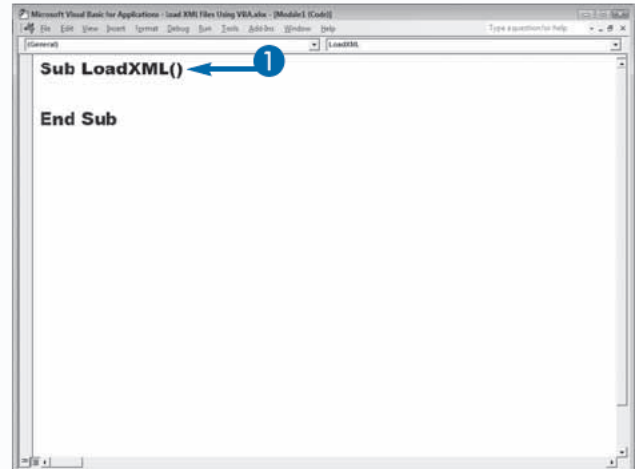 Microsoft Visual Basic for Applications - Load XML Files Using VBA.xlsx - [Module1 (Code)]
File Edit View Insert Format Debug Run Tools Add-Ins Window Help Type a question for help
(General) LoadXML
Sub LoadXML() 1
End Sub